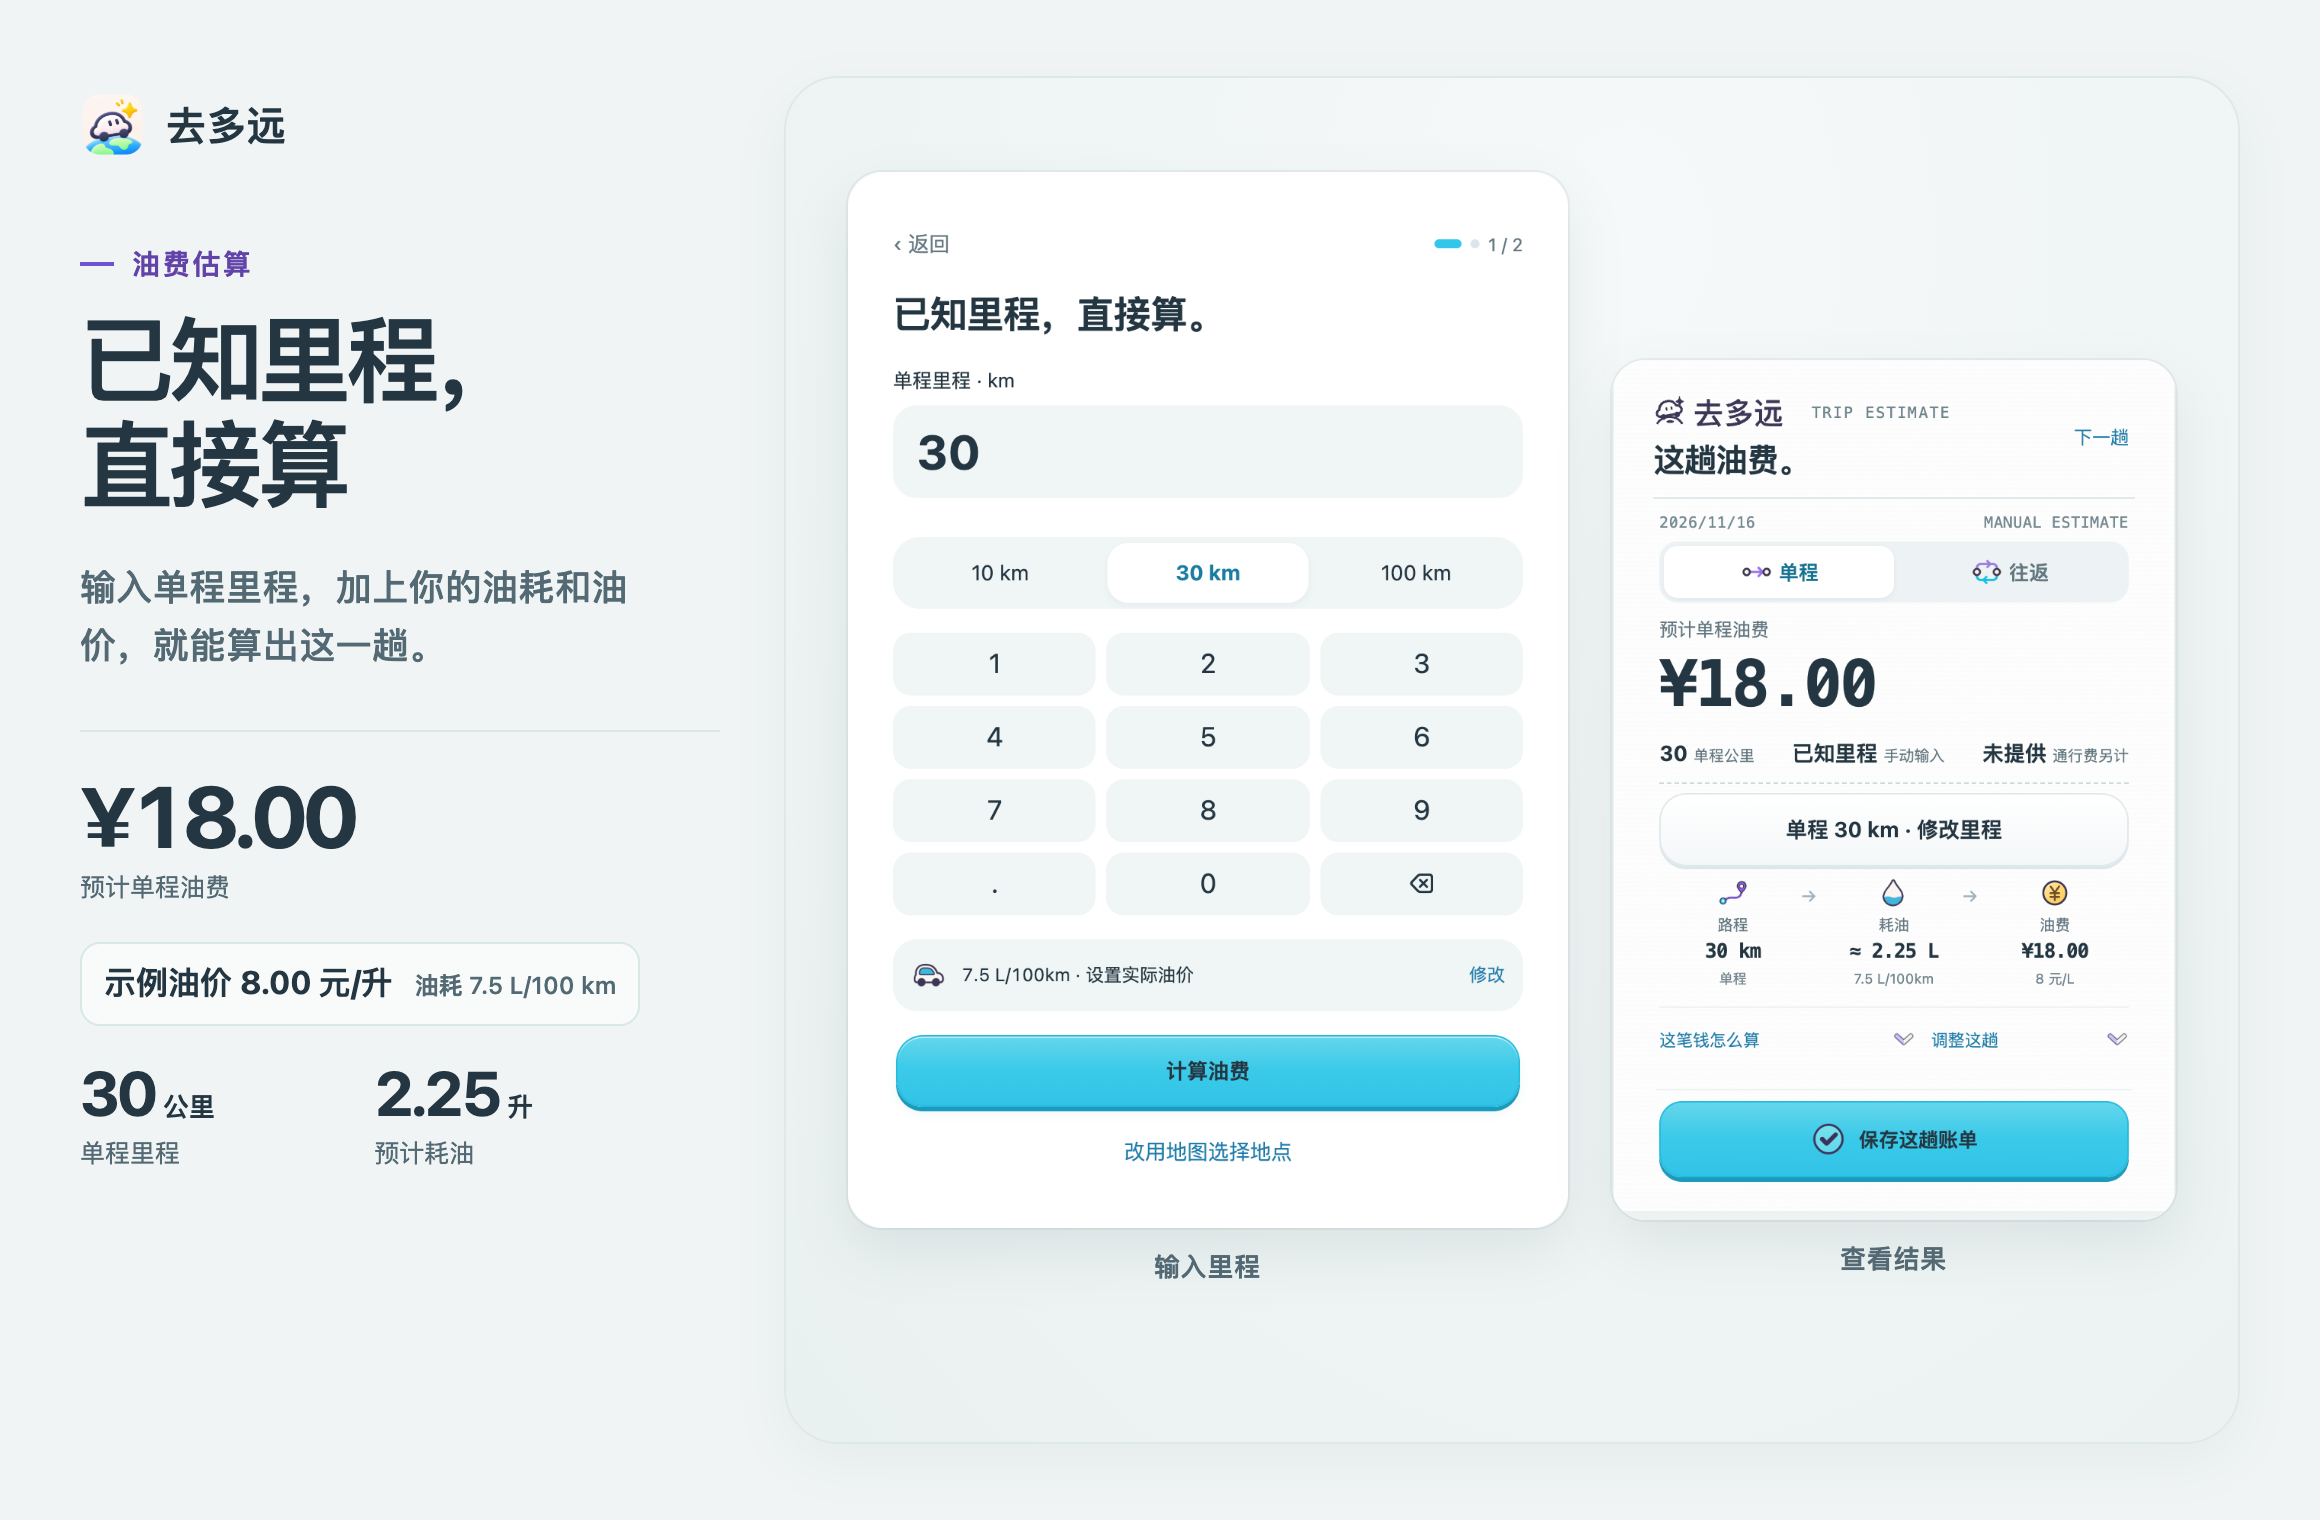 去多远
油费估算
已知里程，
直接算
输入单程里程，加上你的油耗和油
价，就能算出这一趟。
¥18.00
预计单程油费
示例油价 8.00 元/升 油耗 7.5 L/100 km
30 公里 2.25 升
单程里程 预计耗油
‹ 返回 1 / 2
已知里程，直接算。
单程里程 · km
30
10 km 30 km 100 km
1 2 3
4 5 6
7 8 9
. 0
7.5 L/100km · 设置实际油价 修改
计算油费
改用地图选择地点
输入里程
去多远 TRIP ESTIMATE
下一趟
这趟油费。
2026/11/16 MANUAL ESTIMATE
单程 往返
预计单程油费
¥18.00
30 单程公里 已知里程 手动输入 未提供 通行费另计
单程 30 km · 修改里程
路程 → 耗油 → 油费
30 km ≈ 2.25 L ¥18.00
单程 7.5 L/100km 8 元/L
这笔钱怎么算 调整这趟
保存这趟账单
查看结果